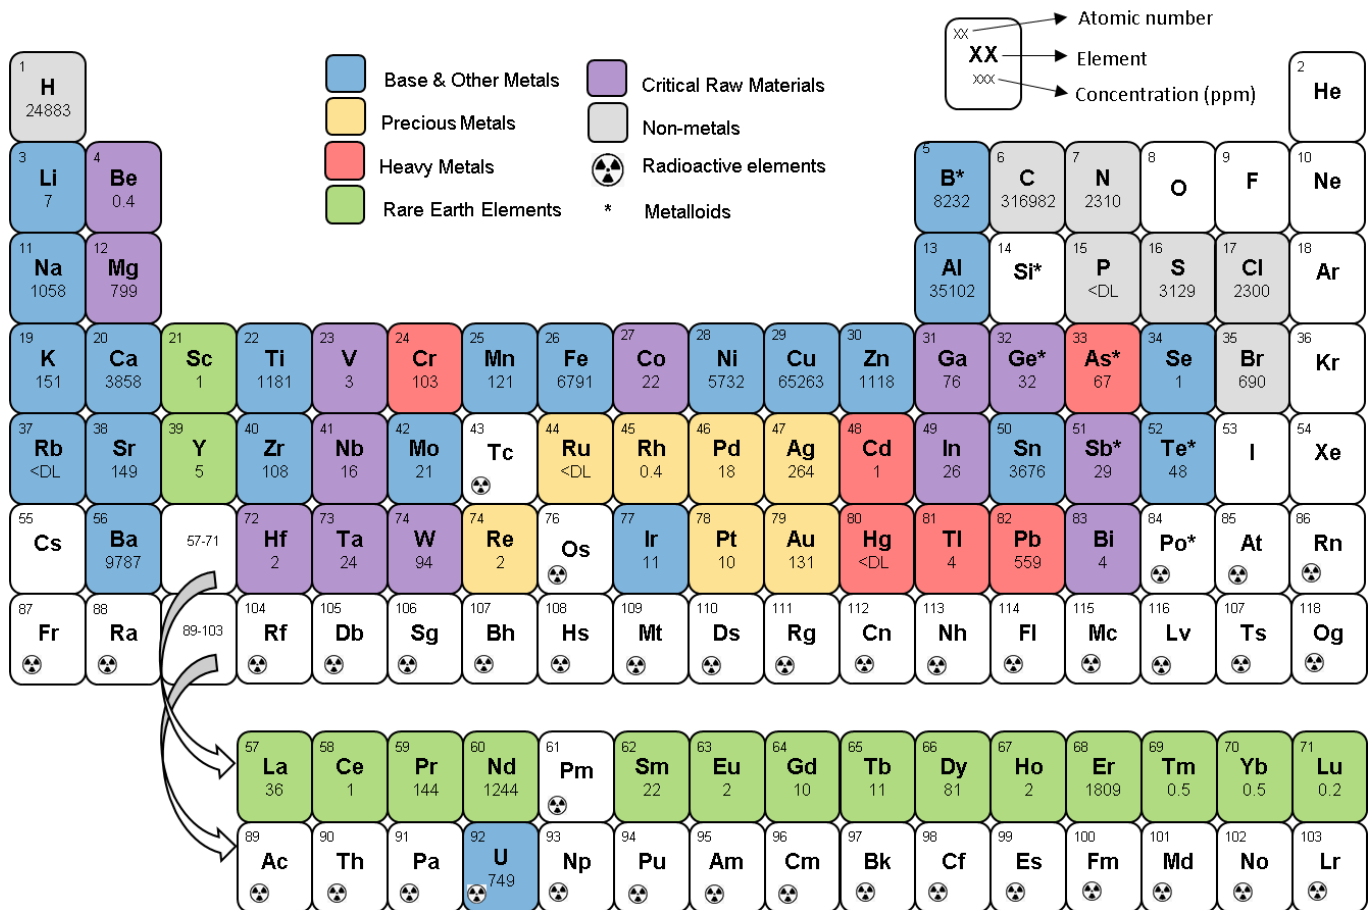 XX
XX
XXX
Atomic number
Element
Concentration (ppm)
Base & Other Metals
Precious Metals
Heavy Metals
Rare Earth Elements
Critical Raw Materials
Non-metals
Radioactive elements
* Metalloids
1 H 24883
2 He
3 Li 7
4 Be 0.4
5 B* 8232
6 C 316982
7 N 2310
8 O
9 F
10 Ne
11 Na 1058
12 Mg 799
13 Al 35102
14 Si*
15 P <DL
16 S 3129
17 Cl 2300
18 Ar
19 K 151
20 Ca 3858
21 Sc 1
22 Ti 1181
23 V 3
24 Cr 103
25 Mn 121
26 Fe 6791
27 Co 22
28 Ni 5732
29 Cu 65263
30 Zn 1118
31 Ga 76
32 Ge* 32
33 As* 67
34 Se 1
35 Br 690
36 Kr
37 Rb <DL
38 Sr 149
39 Y 5
40 Zr 108
41 Nb 16
42 Mo 21
43 Tc
44 Ru <DL
45 Rh 0.4
46 Pd 18
47 Ag 264
48 Cd 1
49 In 26
50 Sn 3676
51 Sb* 29
52 Te* 48
53 I
54 Xe
55 Cs
56 Ba 9787
57-71
72 Hf 2
73 Ta 24
74 W 94
74 Re 2
76 Os
77 Ir 11
78 Pt 10
79 Au 131
80 Hg <DL
81 Tl 4
82 Pb 559
83 Bi 4
84 Po*
85 At
86 Rn
87 Fr
88 Ra
89-103
104 Rf
105 Db
106 Sg
107 Bh
108 Hs
109 Mt
110 Ds
111 Rg
112 Cn
113 Nh
114 Fl
115 Mc
116 Lv
107 Ts
118 Og
57 La 36
58 Ce 1
59 Pr 144
60 Nd 1244
61 Pm
62 Sm 22
63 Eu 2
64 Gd 10
65 Tb 11
66 Dy 81
67 Ho 2
68 Er 1809
69 Tm 0.5
70 Yb 0.5
71 Lu 0.2
89 Ac
90 Th
91 Pa
92 U 749
93 Np
94 Pu
95 Am
96 Cm
97 Bk
98 Cf
99 Es
100 Fm
101 Md
102 No
103 Lr